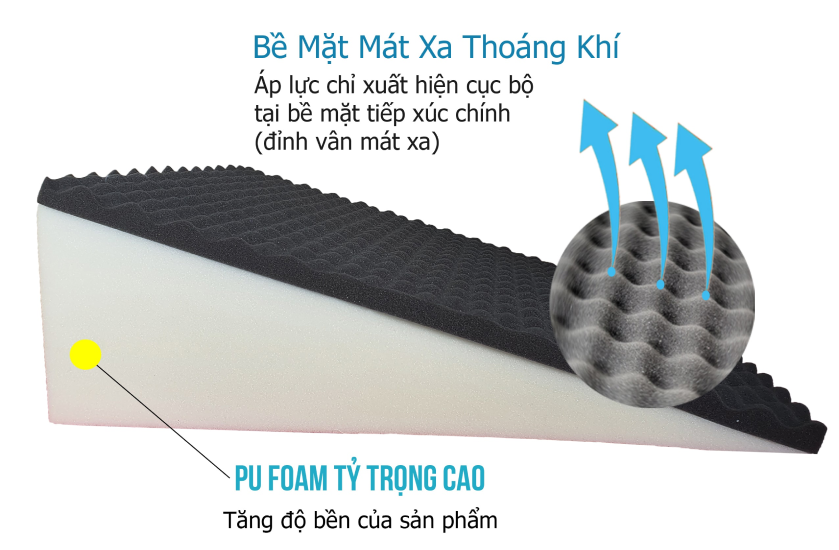 Bề Mặt Mát Xa Thoáng Khí
Áp lực chỉ xuất hiện cục bộ
tại bề mặt tiếp xúc chính
(đỉnh vân mát xa)
PU FOAM TỶ TRỌNG CAO
Tăng độ bền của sản phẩm